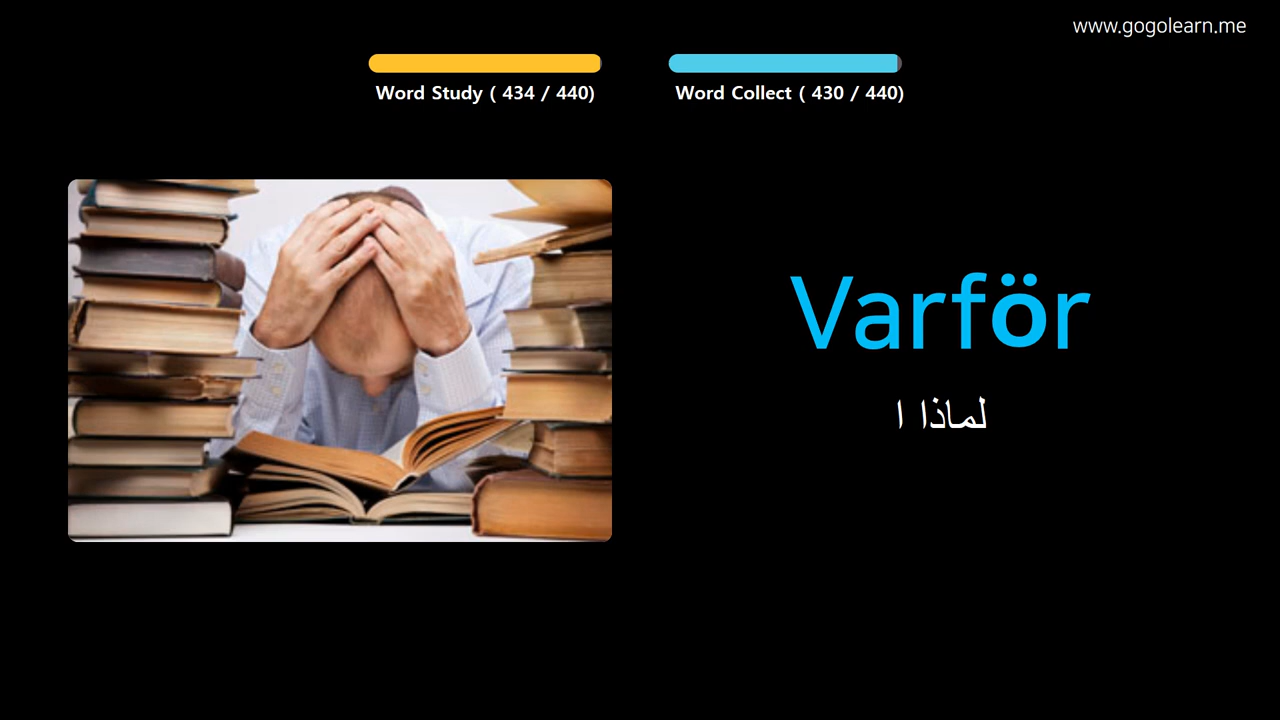 www.gogolearn.me
Word Study ( 434 / 440)
Word Collect ( 430 / 440)
Varför
لماذا ا